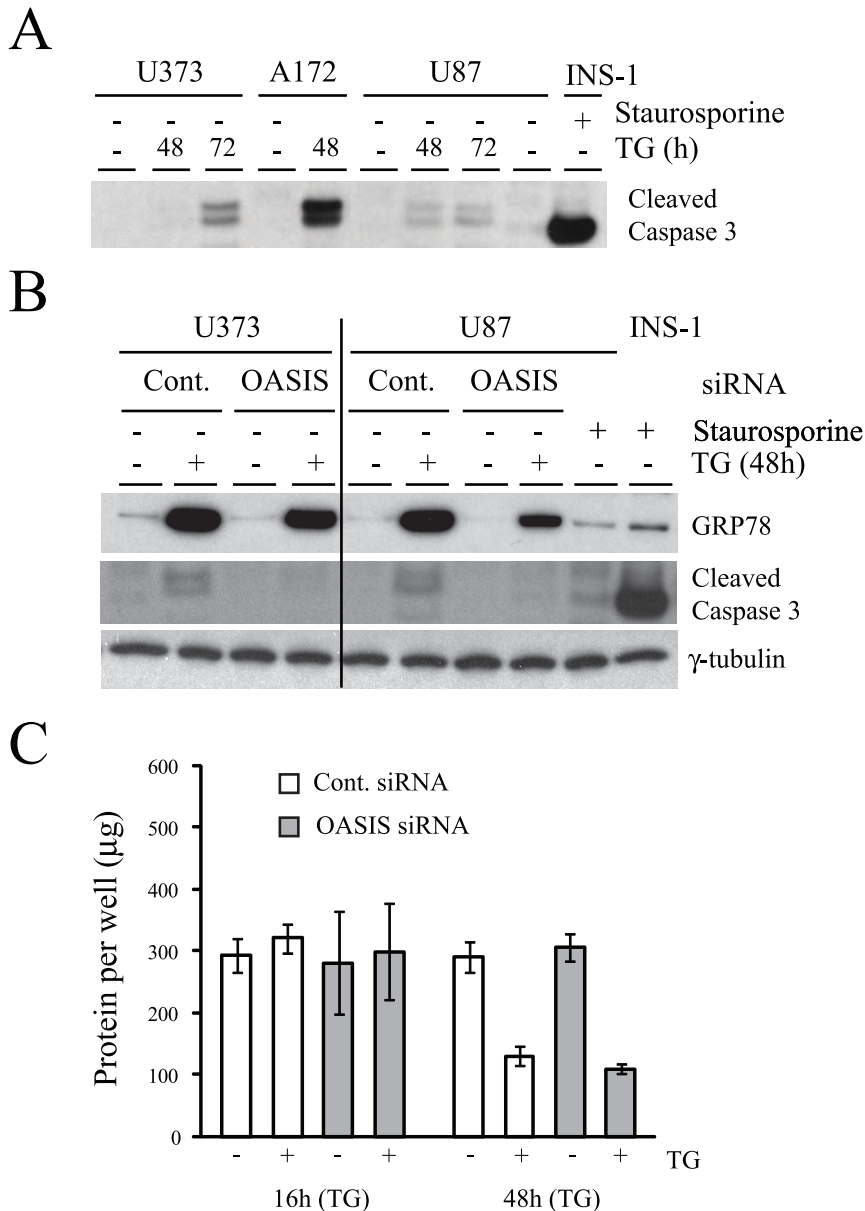 A
U373 A172 U87 INS-1
- - - - - - - - - + Staurosporine
- 48 72 - 48 - 48 72 - - TG (h)
Cleaved
Caspase 3
B
U373 U87 INS-1
Cont. OASIS Cont. OASIS siRNA
- - - - - - - - + + Staurosporine
- + - + - + - + - - TG (48h)
GRP78
Cleaved
Caspase 3
γ-tubulin
C
Protein per well (µg)
600
500
400
300
200
100
0
Cont. siRNA
OASIS siRNA
- + - + - + - + TG
16h (TG) 48h (TG)